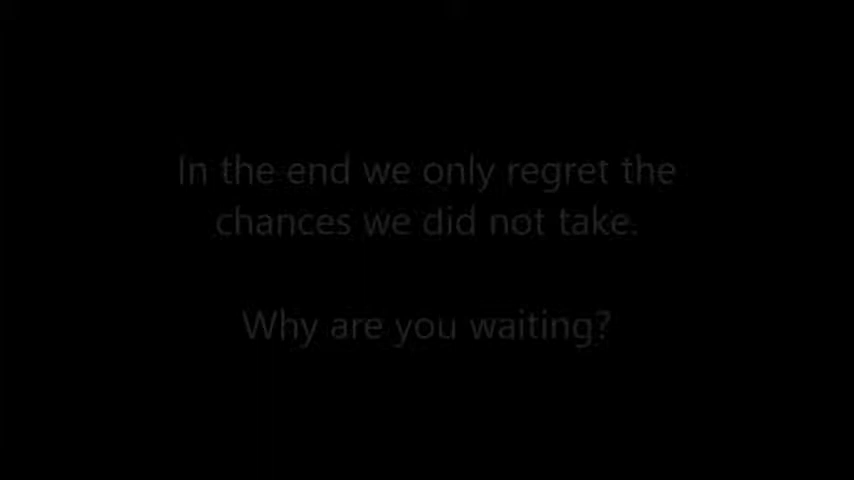 In the end we only regret the
chances we did not take.
Why are you waiting?